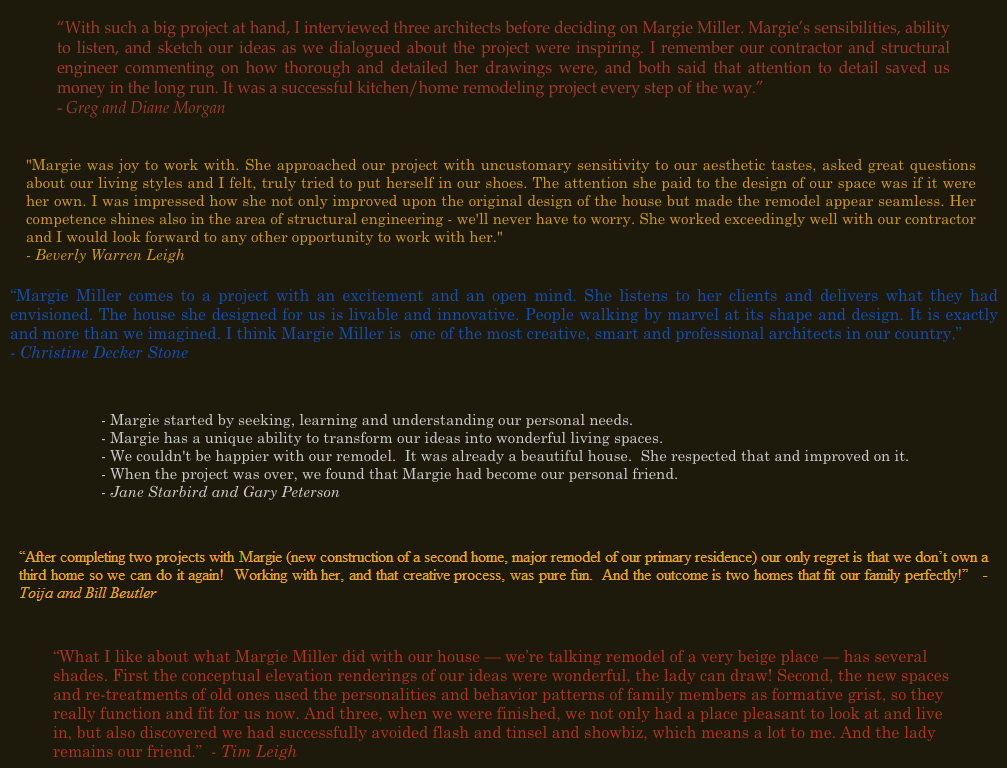 “With such a big project at hand, I interviewed three architects before deciding on Margie Miller. Margie’s sensibilities, ability
to listen, and sketch our ideas as we dialogued about the project were inspiring. I remember our contractor and structural
engineer commenting on how thorough and detailed her drawings were, and both said that attention to detail saved us
money in the long run. It was a successful kitchen/home remodeling project every step of the way.”
- Greg and Diane Morgan
"Margie was joy to work with. She approached our project with uncustomary sensitivity to our aesthetic tastes, asked great questions
about our living styles and I felt, truly tried to put herself in our shoes. The attention she paid to the design of our space was if it were
her own. I was impressed how she not only improved upon the original design of the house but made the remodel appear seamless. Her
competence shines also in the area of structural engineering - we'll never have to worry. She worked exceedingly well with our contractor
and I would look forward to any other opportunity to work with her."
- Beverly Warren Leigh
“Margie Miller comes to a project with an excitement and an open mind. She listens to her clients and delivers what they had
envisioned. The house she designed for us is livable and innovative. People walking by marvel at its shape and design. It is exactly
and more than we imagined. I think Margie Miller is one of the most creative, smart and professional architects in our country.”
- Christine Decker Stone
- Margie started by seeking, learning and understanding our personal needs.
- Margie has a unique ability to transform our ideas into wonderful living spaces.
- We couldn't be happier with our remodel. It was already a beautiful house. She respected that and improved on it.
- When the project was over, we found that Margie had become our personal friend.
- Jane Starbird and Gary Peterson
“After completing two projects with Margie (new construction of a second home, major remodel of our primary residence) our only regret is that we don’t own a
third home so we can do it again! Working with her, and that creative process, was pure fun. And the outcome is two homes that fit our family perfectly!” -
Toija and Bill Beutler
“What I like about what Margie Miller did with our house — we’re talking remodel of a very beige place — has several
shades. First the conceptual elevation renderings of our ideas were wonderful, the lady can draw! Second, the new spaces
and re-treatments of old ones used the personalities and behavior patterns of family members as formative grist, so they
really function and fit for us now. And three, when we were finished, we not only had a place pleasant to look at and live
in, but also discovered we had successfully avoided flash and tinsel and showbiz, which means a lot to me. And the lady
remains our friend.” - Tim Leigh